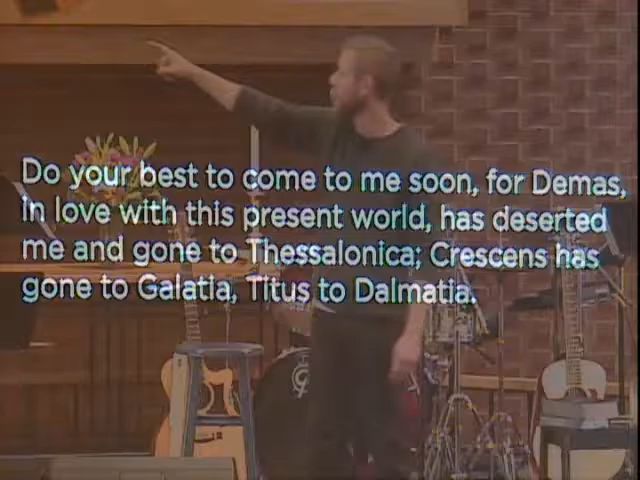 Do your best to come to me soon, for Demas,
in love with this present world, has deserted
me and gone to Thessalonica; Crescens has
gone to Galatia, Titus to Dalmatia.